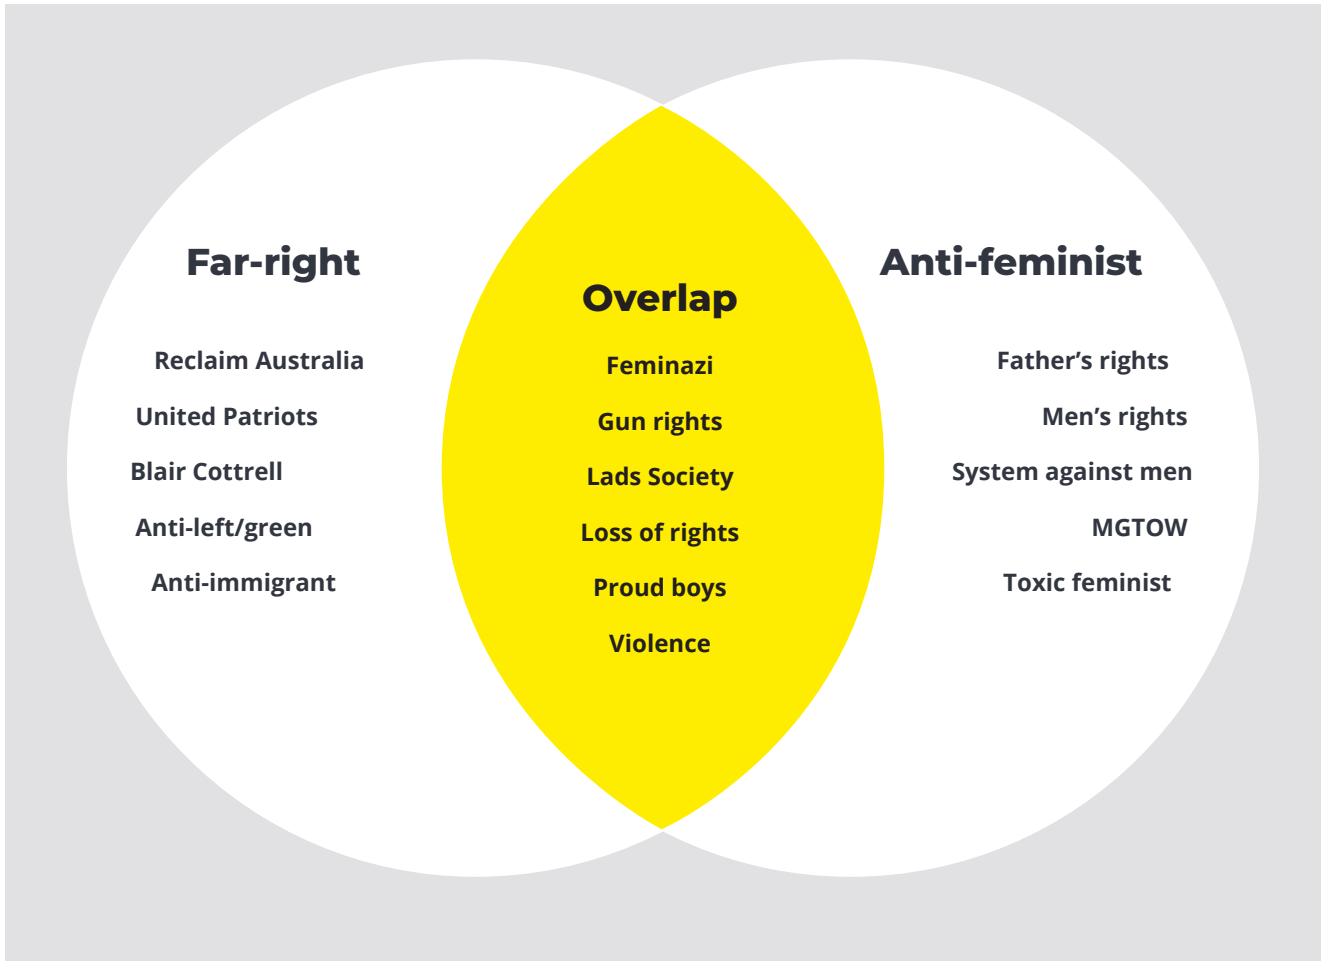 Far-right
Reclaim Australia
United Patriots
Blair Cottrell
Anti-left/green
Anti-immigrant
Overlap
Feminazi
Gun rights
Lads Society
Loss of rights
Proud boys
Violence
Anti-feminist
Father’s rights
Men’s rights
System against men
MGTOW
Toxic feminist